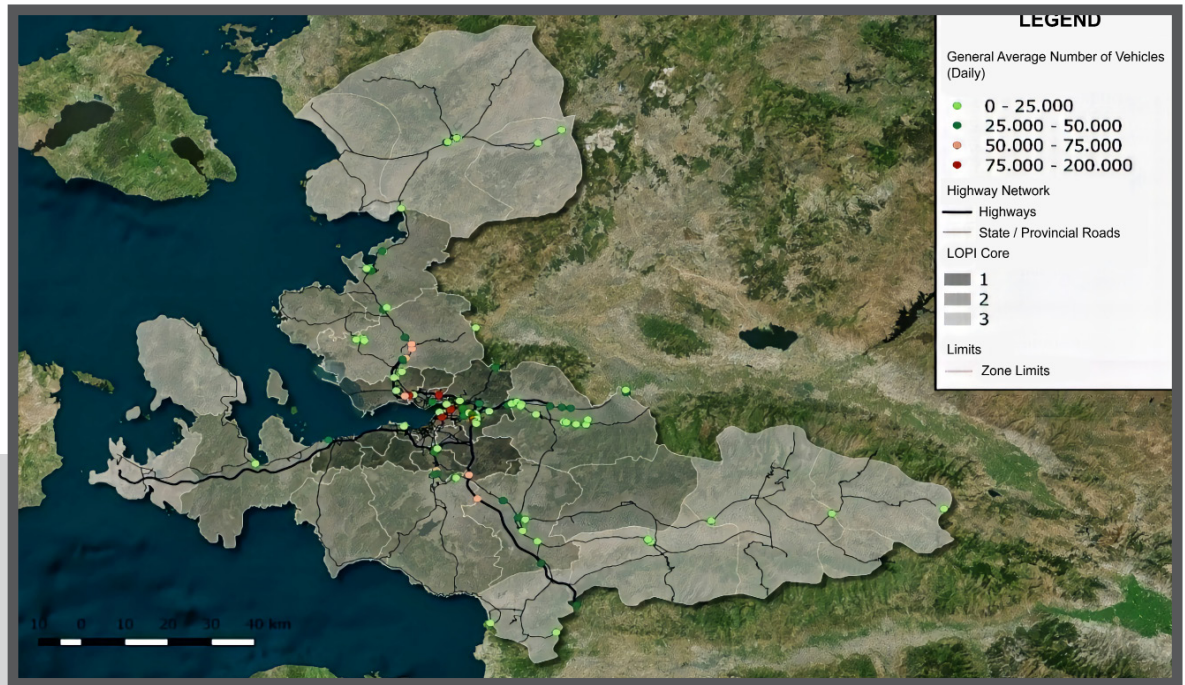 LEGEND
General Average Number of Vehicles
(Daily)
0 - 25.000
25.000 - 50.000
50.000 - 75.000
75.000 - 200.000
Highway Network
Highways
State / Provincial Roads
LOPI Core
1
2
3
Limits
Zone Limits
10 0 10 20 30 40 km